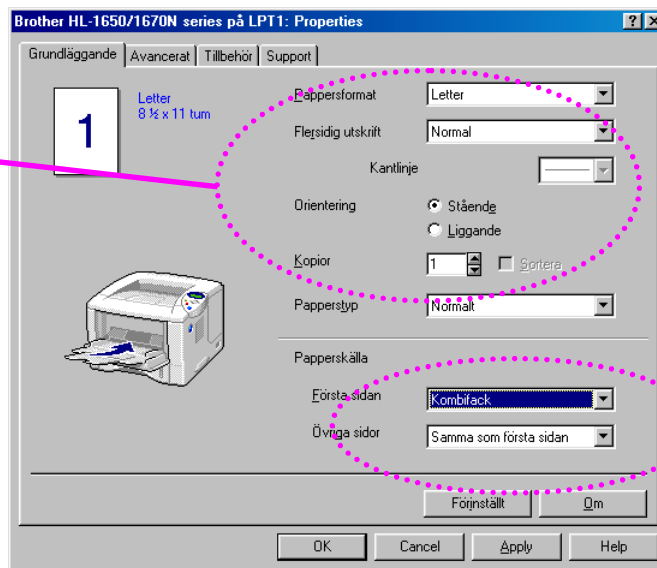 Brother HL-1650/1670N series på LPT1: Properties
Grundläggande Avancerat Tillbehör Support
Letter
8 ½ x 11 tum
1
Pappersformat Letter
Flersidig utskrift Normal
Kantlinje
Orientering Stående
Liggande
Kopior 1 Sortera
Papperstyp Normalt
Papperskälla
Första sidan Kombifack
Övriga sidor Samma som första sidan
Förinställt Om
OK Cancel Apply Help